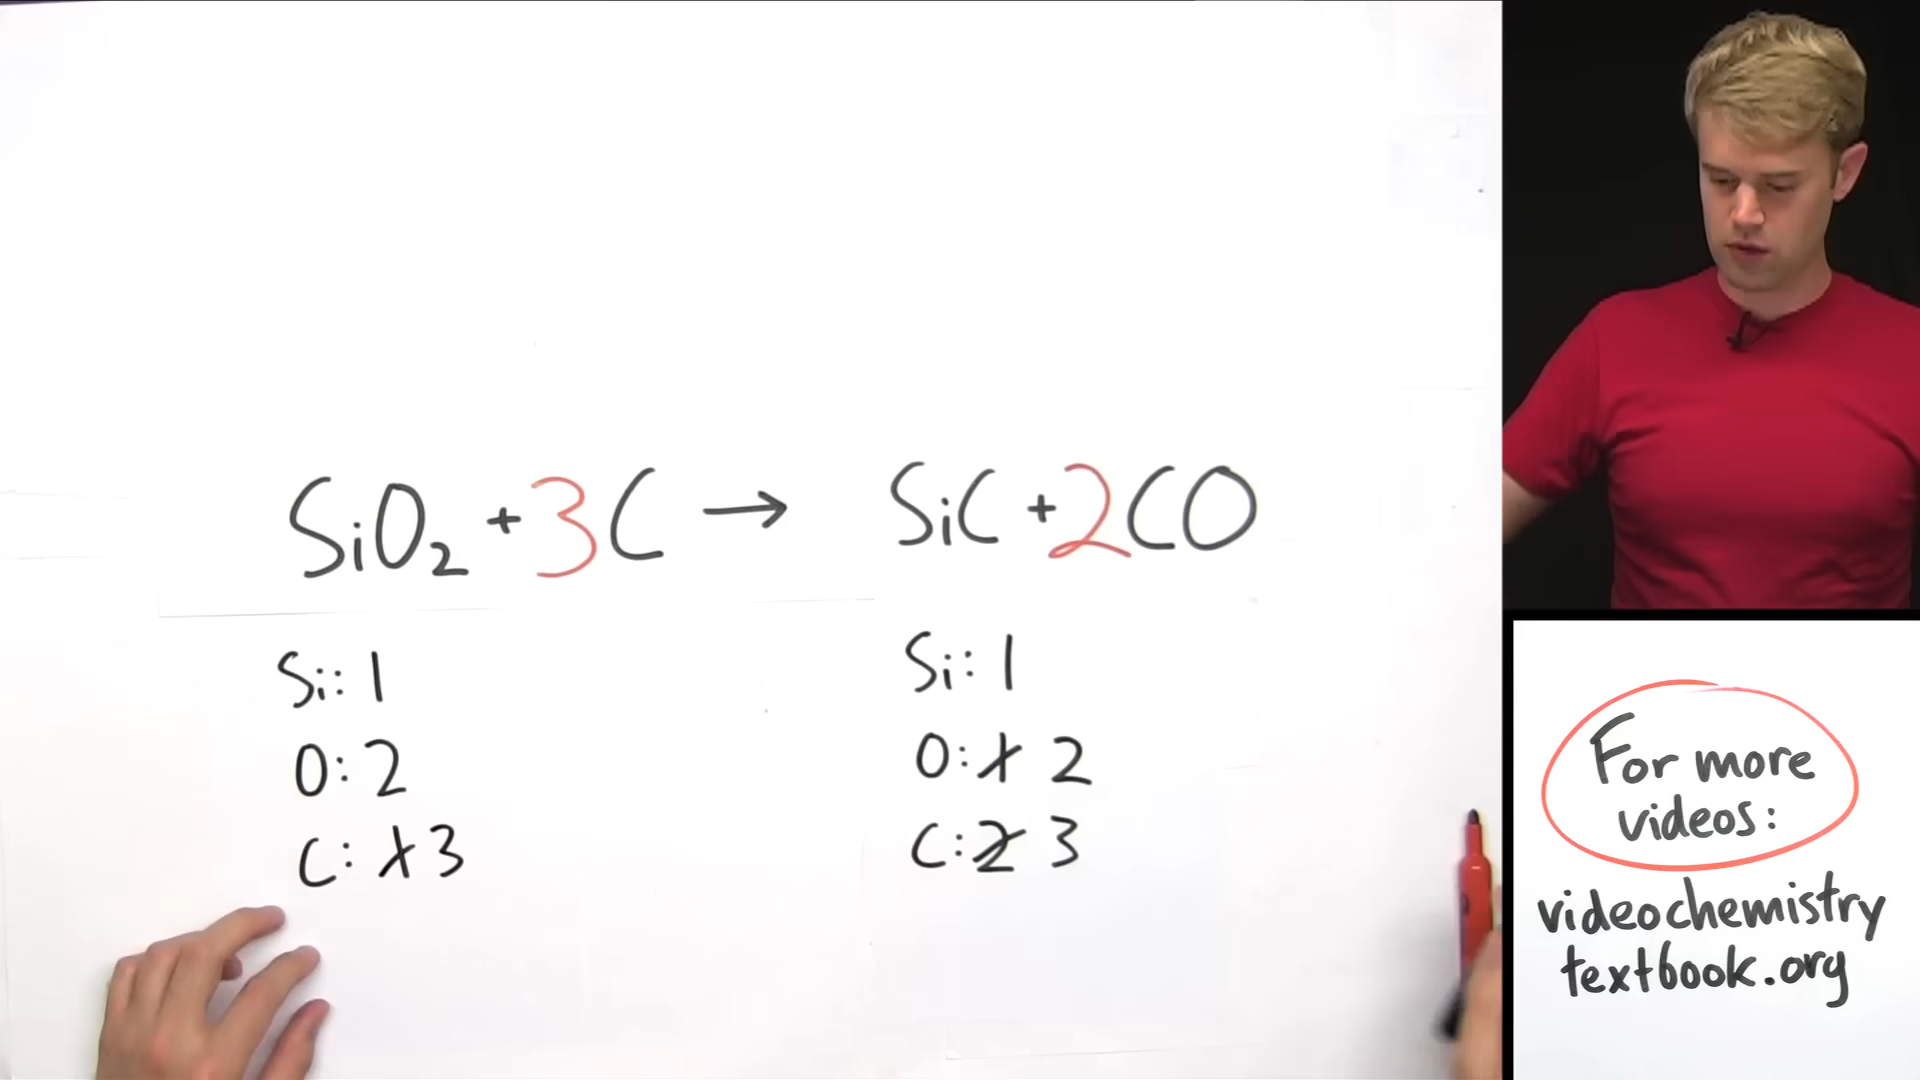 SiO₂ + 3C → SiC + 2CO
Si: 1
O: 2
C: 1 3
Si: 1
O: 1 2
C: 2 3
For more
videos:
videochemistry
textbook.org